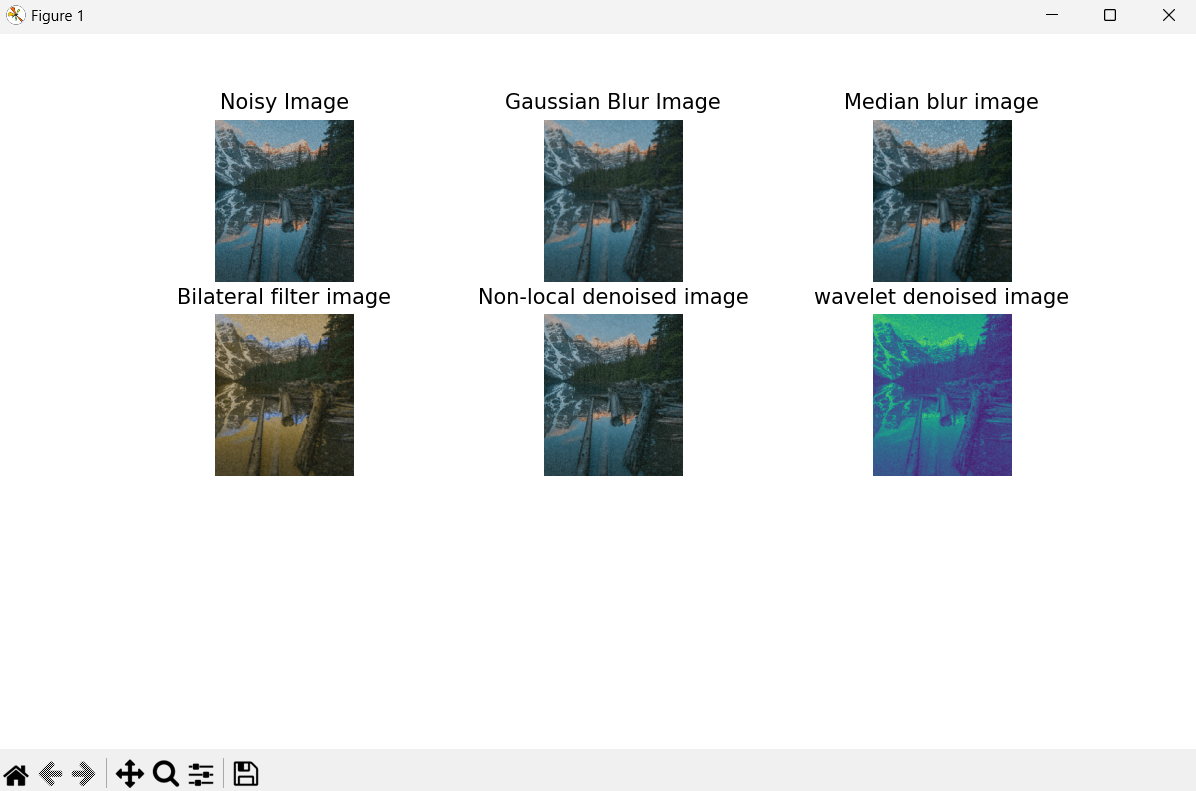 Figure 1
Noisy Image
Gaussian Blur Image
Median blur image
Bilateral filter image
Non-local denoised image
wavelet denoised image